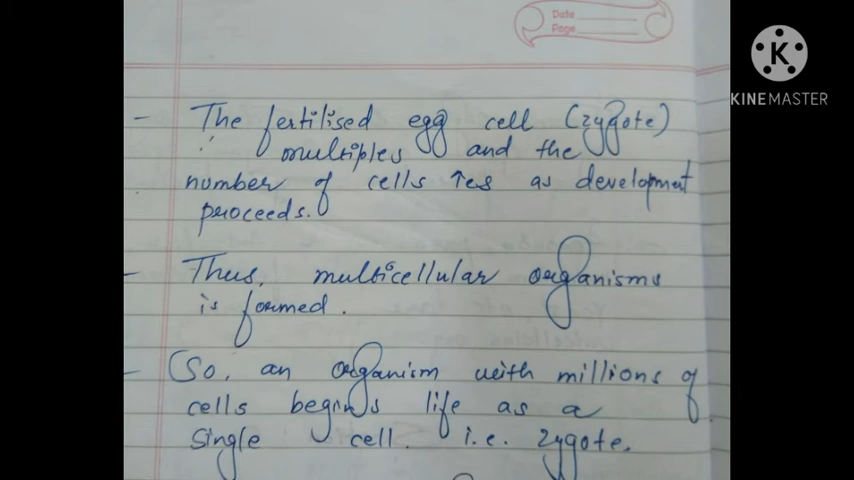 Date
Page
K
KINEMASTER
- The fertilised egg cell (zygote)
multiples and the
number of cells ↑es as development
proceeds.
- Thus, multicellular organisms
is formed.
- So, an organism with millions of
cells begins life as a
single cell. i.e. zygote.